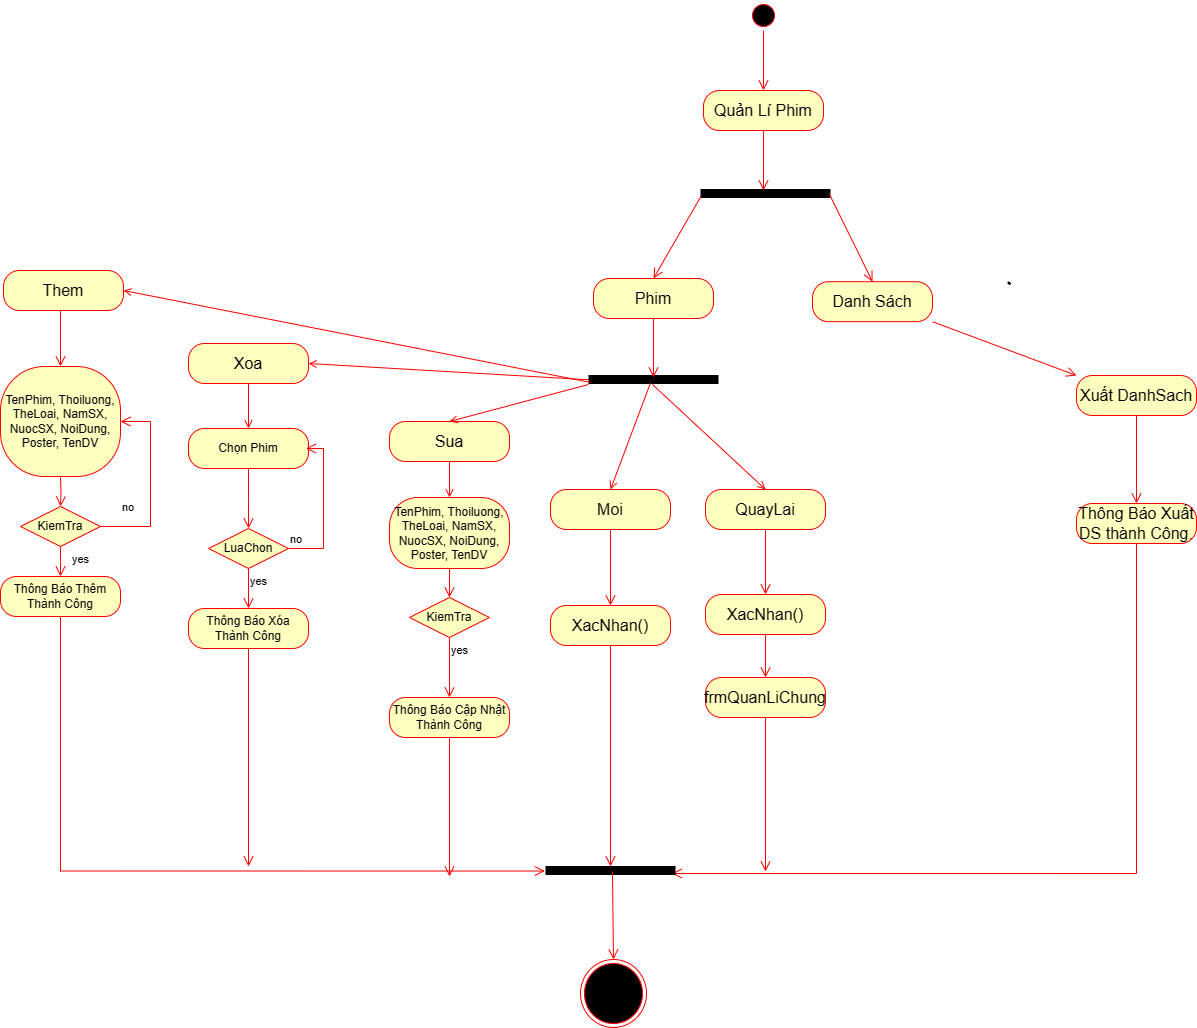 Quản Lí Phim
Phim
Danh Sách
Them
Xoa
Xuất DanhSach
TenPhim, Thoiluong,
TheLoai, NamSX,
NuocSX, NoiDung,
Poster, TenDV
Chọn Phim
Sua
Moi
QuayLai
no
KiemTra
yes
LuaChon
no
yes
TenPhim, Thoiluong,
TheLoai, NamSX,
NuocSX, NoiDung,
Poster, TenDV
Thông Báo Xuất
DS thành Công.
Thông Báo Thêm
Thành Công
Thông Báo Xóa
Thành Công
KiemTra
yes
XacNhan()
XacNhan()
Thông Báo Cập Nhật
Thành Công
frmQuanLiChung